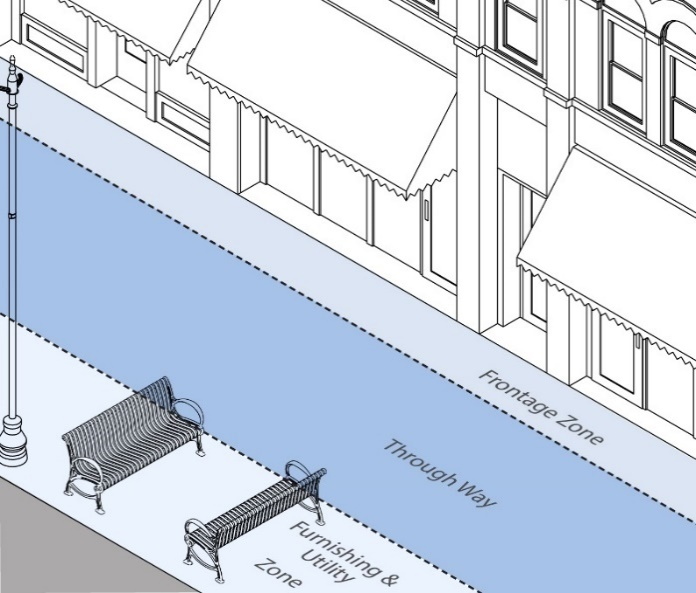 Frontage Zone
Through Way
Furnishing &
Utility
Zone